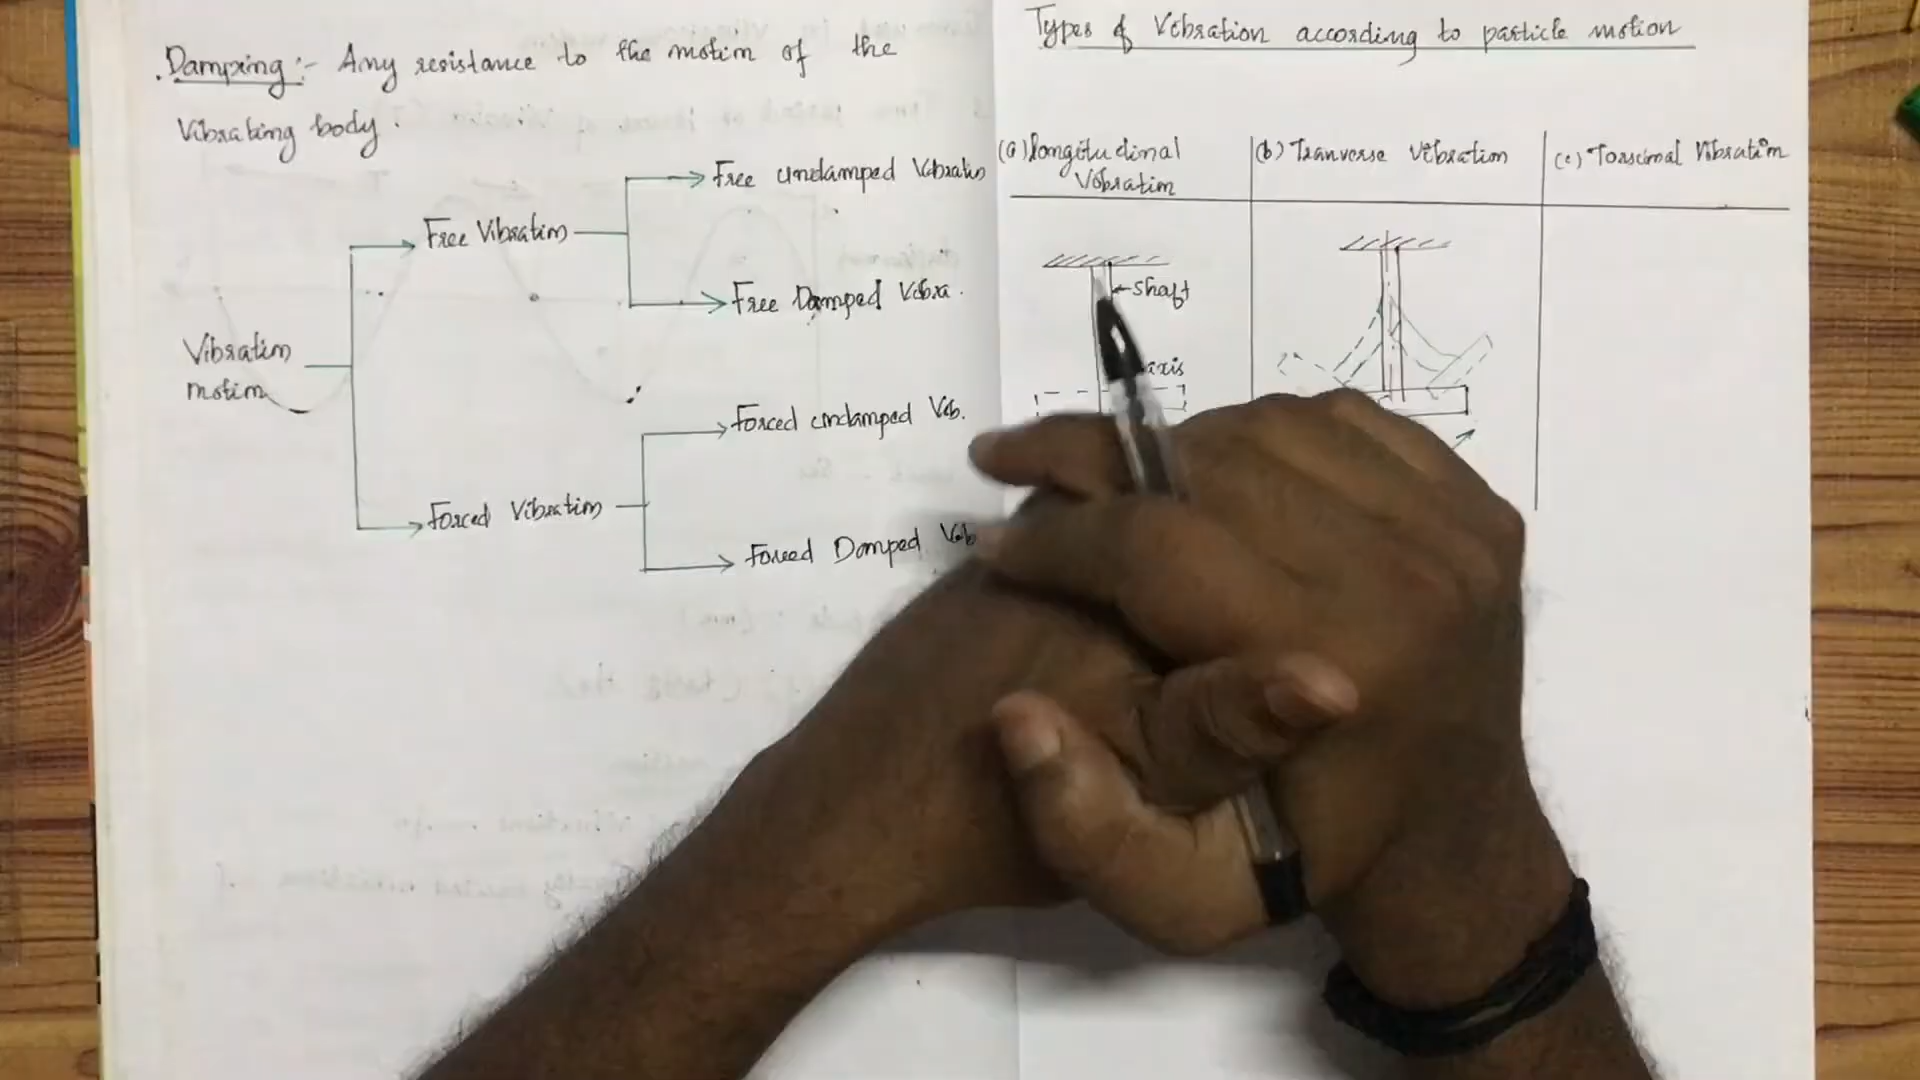 Damping :- Any resistance to the motion of the
Vibrating body.
Free Vibration
Free undamped Vibratio
Free Damped Vibra.
Vibration
motion
Forced Vibration
Forced undamped Vib.
Forced Damped Vib
Types of Vibration according to particle motion
(a) longitudinal
Vibration
(b) Tranverse Vibration
(c) Torsional Vibration
shaft
axis